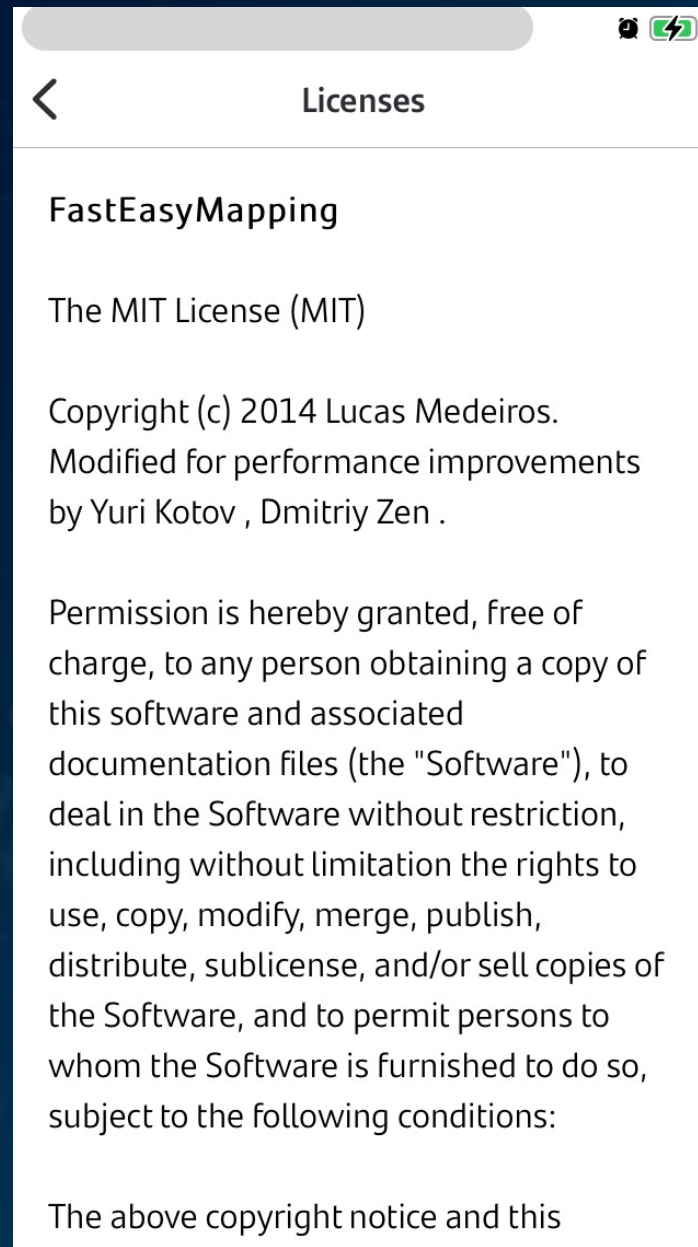 Licenses
FastEasyMapping
The MIT License (MIT)
Copyright (c) 2014 Lucas Medeiros.
Modified for performance improvements
by Yuri Kotov , Dmitriy Zen .
Permission is hereby granted, free of
charge, to any person obtaining a copy of
this software and associated
documentation files (the "Software"), to
deal in the Software without restriction,
including without limitation the rights to
use, copy, modify, merge, publish,
distribute, sublicense, and/or sell copies of
the Software, and to permit persons to
whom the Software is furnished to do so,
subject to the following conditions:
The above copyright notice and this